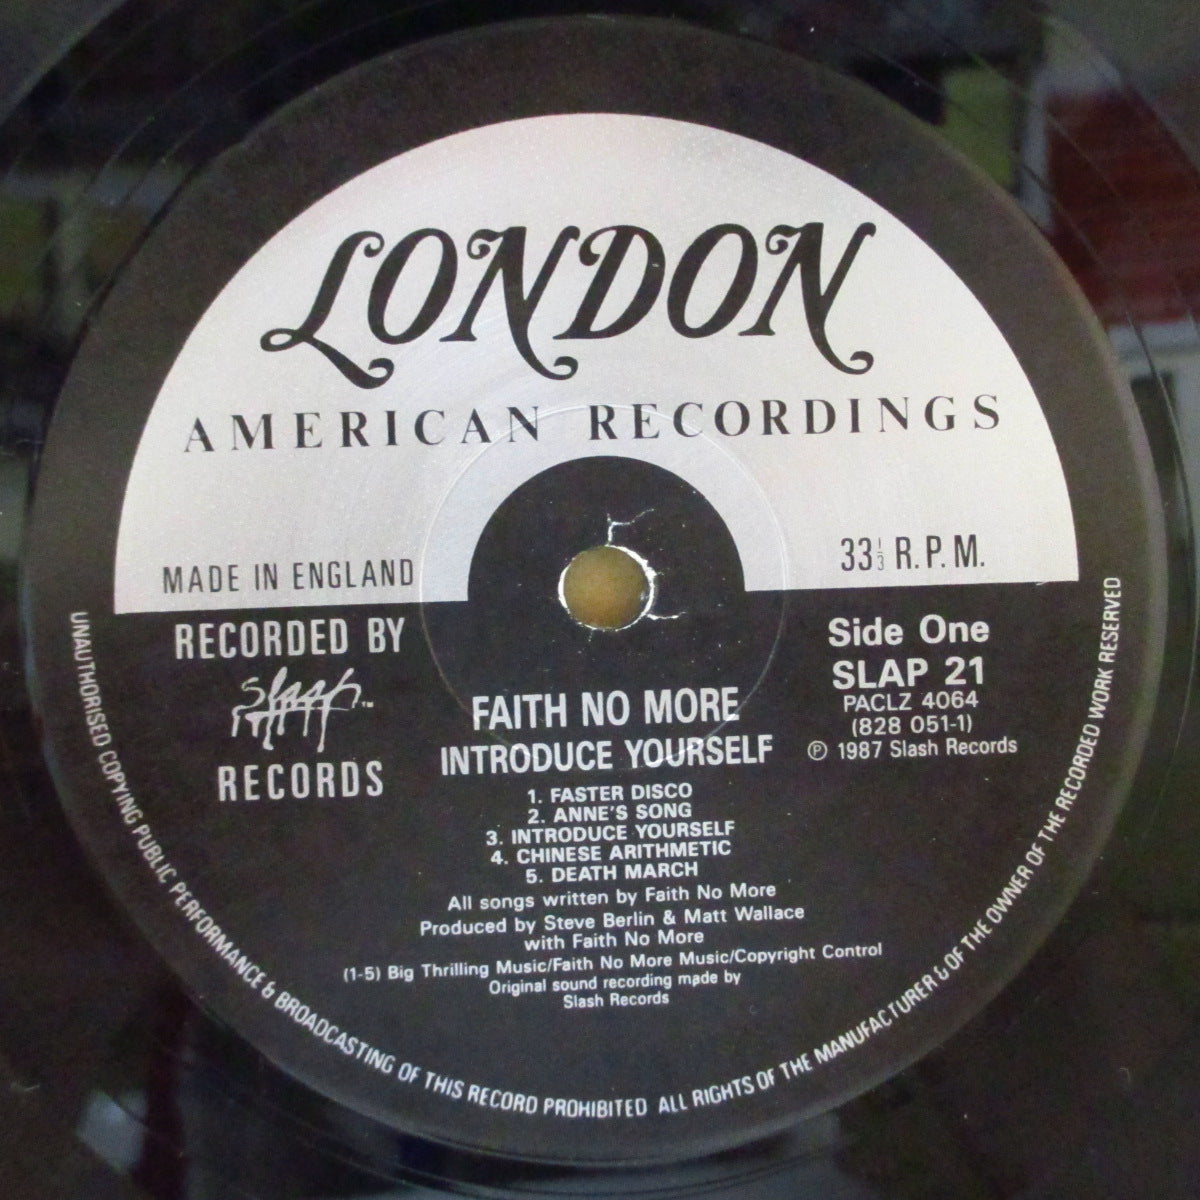 LONDON
AMERICAN RECORDINGS
MADE IN ENGLAND
33⅓ R.P.M.
RECORDED BY
Slash™
RECORDS
Side One
SLAP 21
PACLZ 4064
(828 051-1)
℗ 1987 Slash Records
FAITH NO MORE
INTRODUCE YOURSELF
1. FASTER DISCO
2. ANNE'S SONG
3. INTRODUCE YOURSELF
4. CHINESE ARITHMETIC
5. DEATH MARCH
All songs written by Faith No More
Produced by Steve Berlin & Matt Wallace
with Faith No More
(1-5) Big Thrilling Music/Faith No More Music/Copyright Control
Original sound recording made by
Slash Records
UNAUTHORISED COPYING PUBLIC PERFORMANCE & BROADCASTING OF THIS RECORD PROHIBITED ALL RIGHTS OF THE MANUFACTURER & OF THE OWNER OF THE RECORDED WORK RESERVED